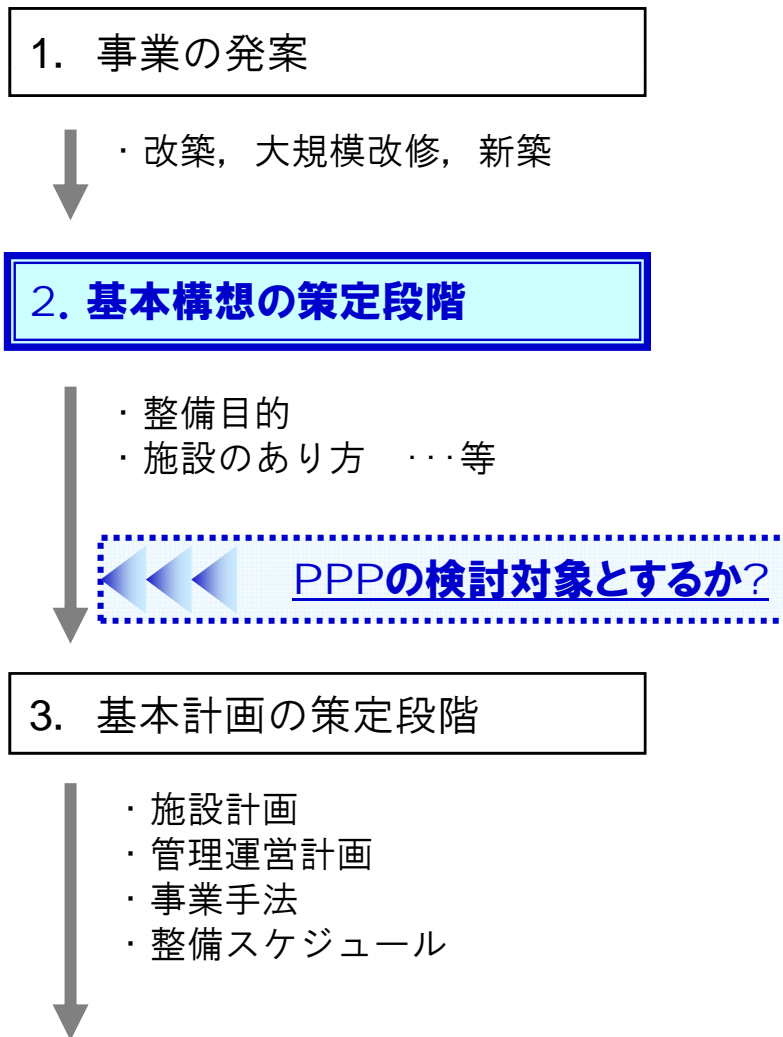 1. 事業の発案
・改築，大規模改修，新築
2. 基本構想の策定段階
・整備目的
・施設のあり方　･･･等
PPPの検討対象とするか?
3. 基本計画の策定段階
・施設計画
・管理運営計画
・事業手法
・整備スケジュール